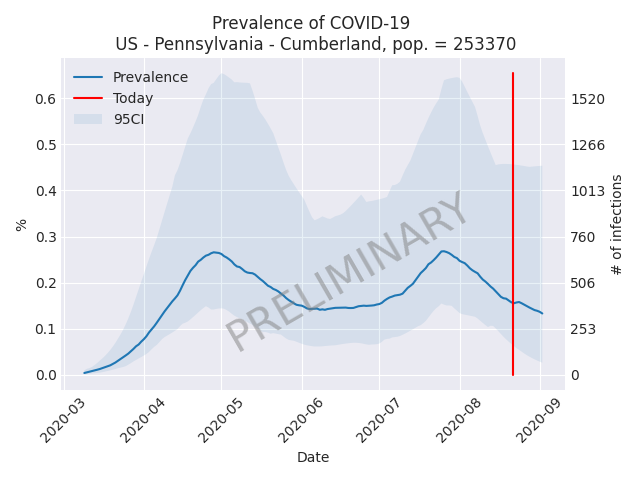 Prevalence of COVID-19
US - Pennsylvania - Cumberland, pop. = 253370
Prevalence
Today
95CI
0.6
0.5
0.4
0.3
0.2
0.1
0.0
%
1520
1266
1013
760
506
253
0
# of infections
PRELIMINARY
2020-03
2020-04
2020-05
2020-06
2020-07
2020-08
2020-09
Date